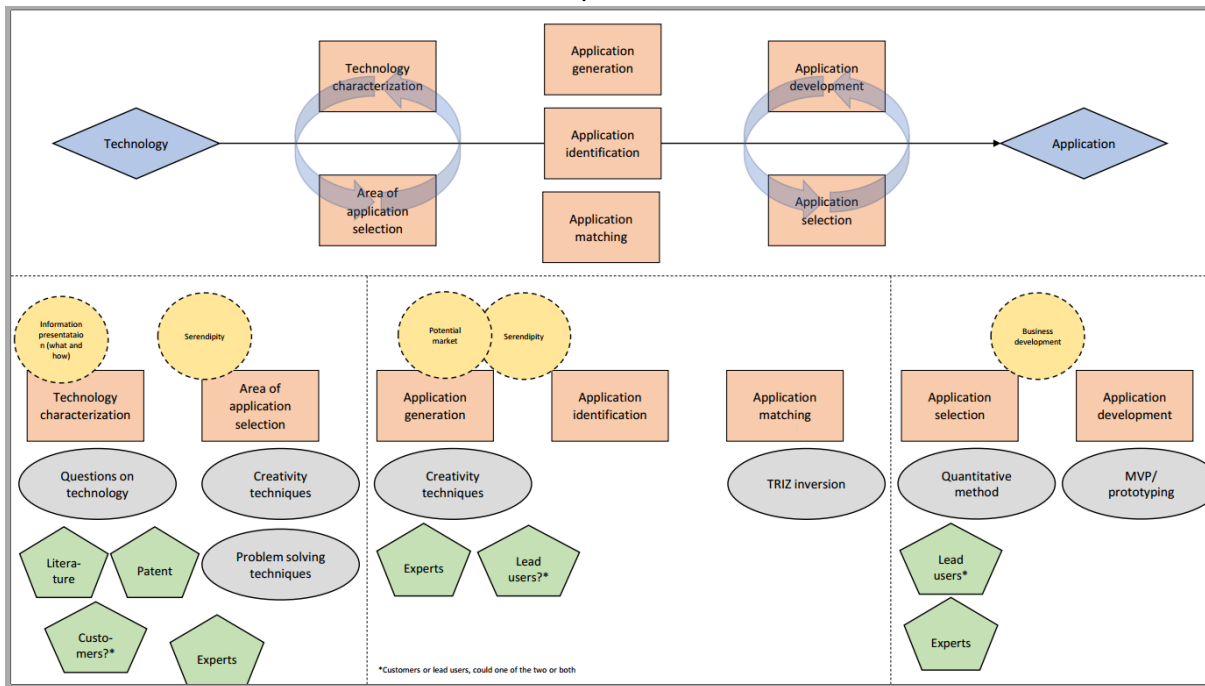 Technology
characterization
Application
generation
Application
development
Technology
Application
identification
Application
Area of
application
selection
Application
matching
Application
selection
Information
presentataio
n (what and
how)
Serendipity
Potential
market
Serendipity
Business
development
Technology
characterization
Area of
application
selection
Application
generation
Application
identification
Application
matching
Application
selection
Application
development
Questions on
technology
Creativity
techniques
Creativity
techniques
TRIZ inversion
Quantitative
method
MVP/
prototyping
Litera-
ture
Patent
Problem solving
techniques
Experts
Lead
users?*
Lead
users*
Custo-
mers?*
Experts
Experts
*Customers or lead users, could one of the two or both